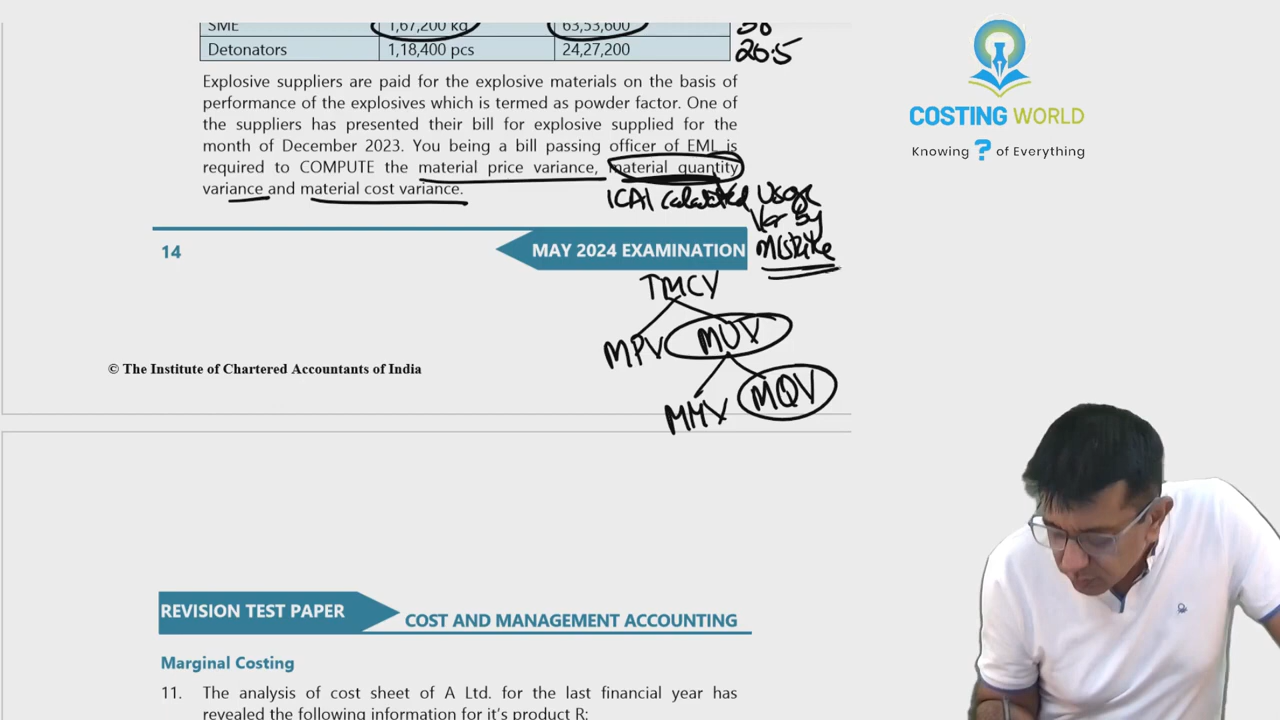 SME 1,67,200 kg 63,53,600 38
Detonators 1,18,400 pcs 24,27,200 20.5
Explosive suppliers are paid for the explosive materials on the basis of
performance of the explosives which is termed as powder factor. One of
the suppliers has presented their bill for explosive supplied for the
month of December 2023. You being a bill passing officer of EML is
required to COMPUTE the material price variance, material quantity
variance and material cost variance.
ICAI calculated Usage
Var by
Mistake
14
MAY 2024 EXAMINATION
TMCV
MPV MUV
MMV MQV
© The Institute of Chartered Accountants of India
REVISION TEST PAPER
COST AND MANAGEMENT ACCOUNTING
Marginal Costing
11. The analysis of cost sheet of A Ltd. for the last financial year has
revealed the following information for it's product R:
COSTING WORLD
Knowing ? of Everything